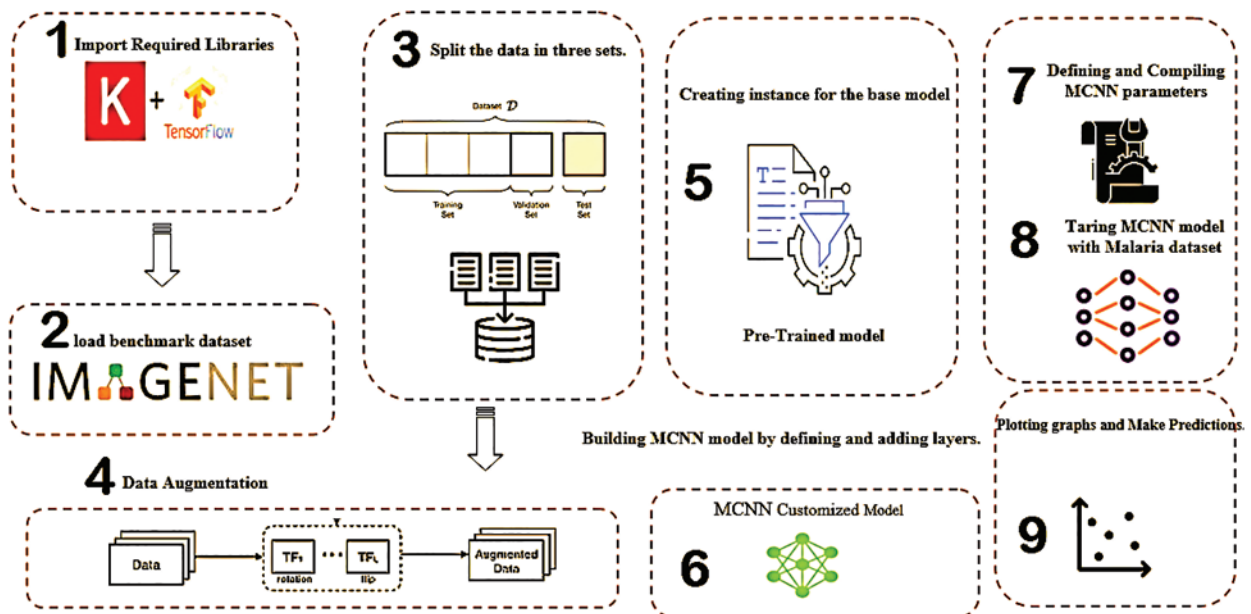 1 Import Required Libraries
K + TensorFlow
2 load benchmark dataset
IMAGENET
3 Split the data in three sets.
Dataset D
Training Set
Validation Set
Test Set
4 Data Augmentation
Data
TF₁ ••• TF
rotation flip
Augmented Data
Creating instance for the base model
5
T
Pre-Trained model
Building MCNN model by defining and adding layers.
MCNN Customized Model
6
7 Defining and Compiling
MCNN parameters
8 Taring MCNN model
with Malaria dataset
Plotting graphs and Make Predictions.
9